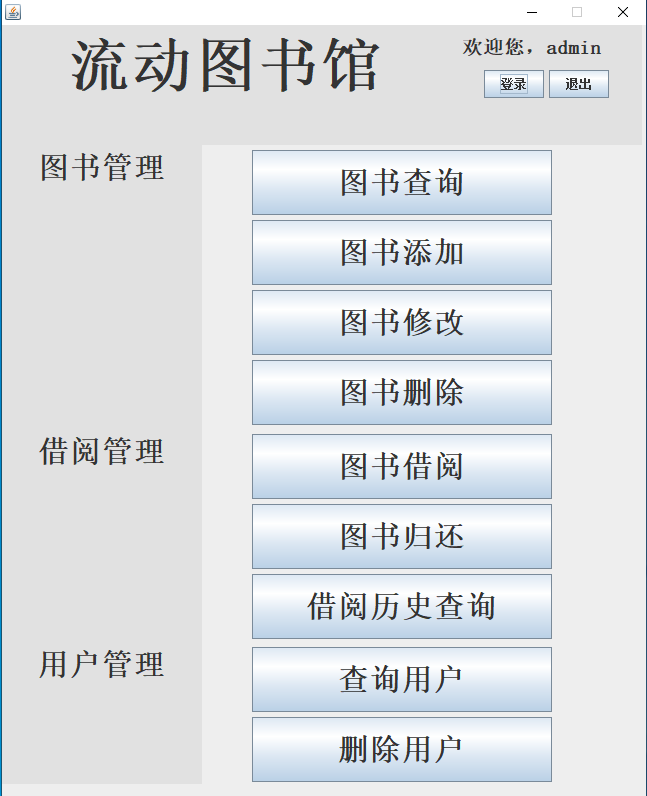 流动图书馆
欢迎您，admin
登录 退出
图书管理
图书查询
图书添加
图书修改
图书删除
借阅管理
图书借阅
图书归还
借阅历史查询
用户管理
查询用户
删除用户